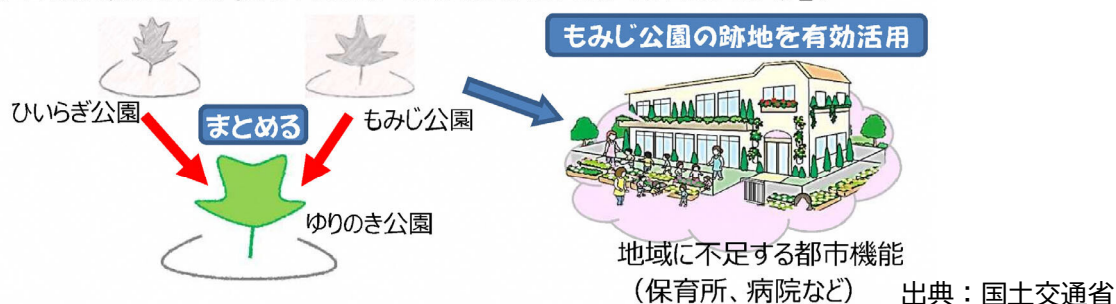 もみじ公園の跡地を有効活用
ひいらぎ公園
まとめる
もみじ公園
ゆりのき公園
地域に不足する都市機能
（保育所、病院など）
出典：国土交通省